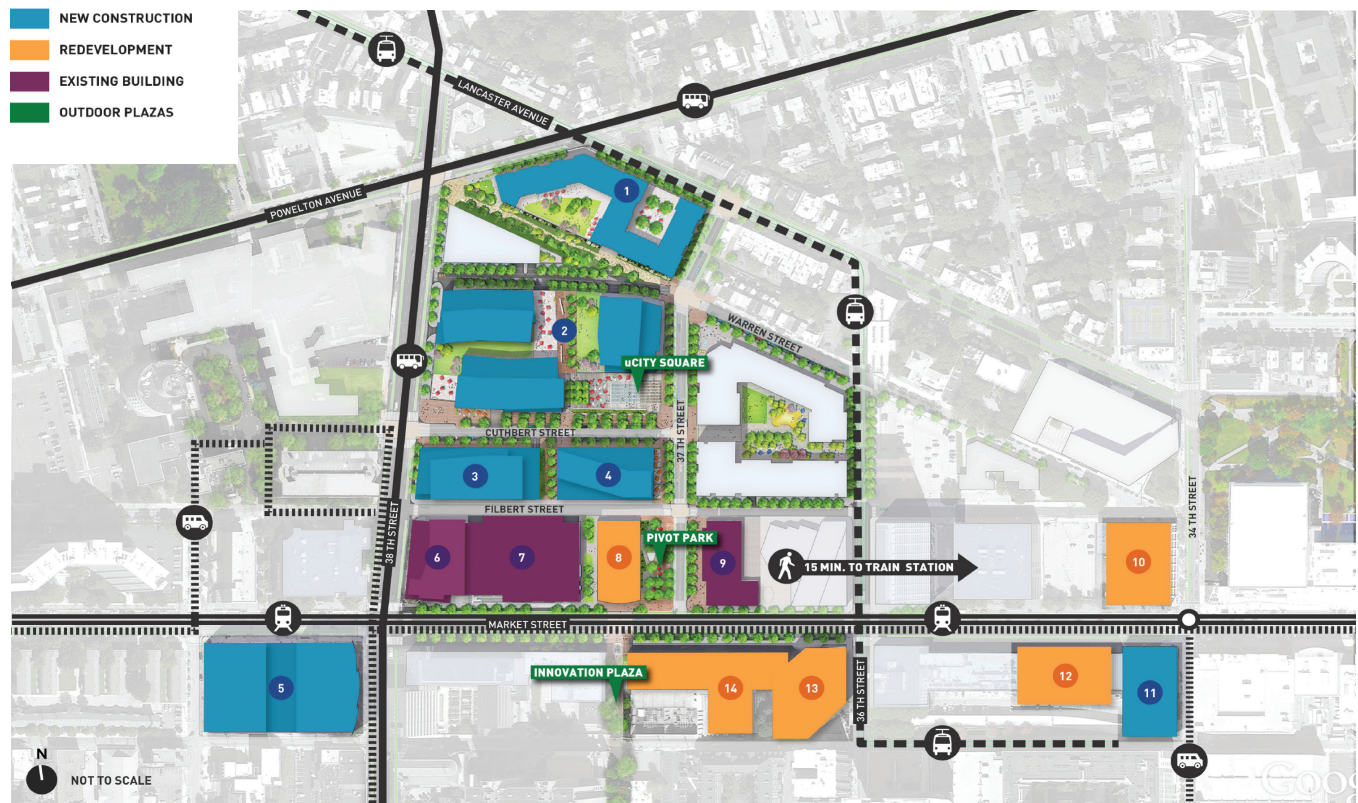 NEW CONSTRUCTION
REDEVELOPMENT
EXISTING BUILDING
OUTDOOR PLAZAS
LANCASTER AVENUE
POWELTON AVENUE
1
2
WARREN STREET
uCITY SQUARE
37 TH STREET
CUTHBERT STREET
3
4
FILBERT STREET
38 TH STREET
34 TH STREET
6
7
8
PIVOT PARK
9
15 MIN. TO TRAIN STATION
10
MARKET STREET
INNOVATION PLAZA
5
14
13
36 TH STREET
12
11
N
NOT TO SCALE
Goo